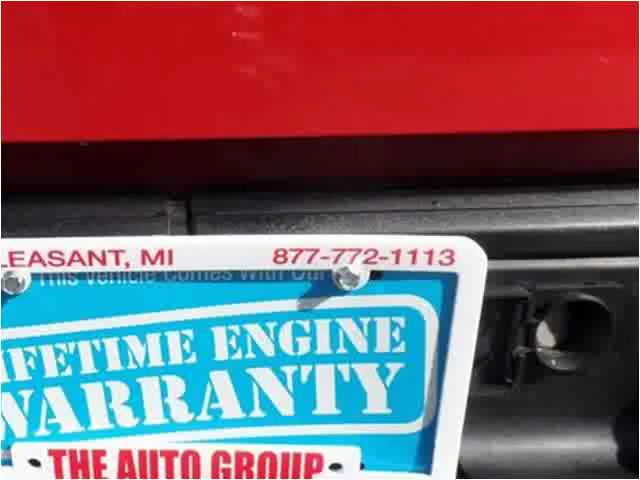 LEASANT, MI 877-772-1113
This Vehicle Comes With Our
IFETIME ENGINE
WARRANTY
THE AUTO GROUP